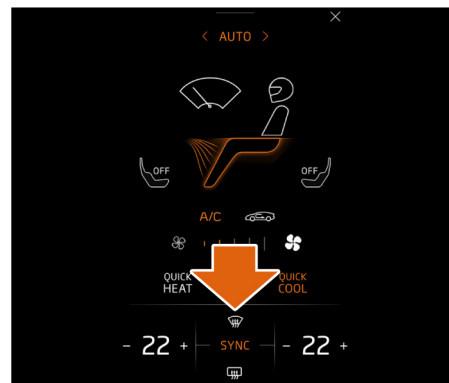 < AUTO >
OFF OFF
A/C
QUICK HEAT QUICK COOL
- 22 + SYNC - 22 +